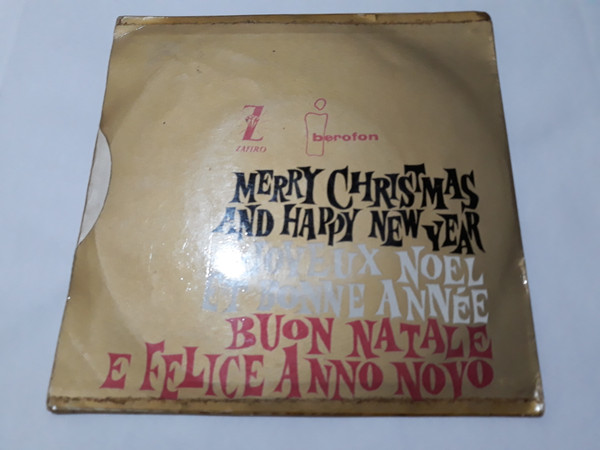 Z
ZAFIRO
iberofon
MERRY CHRISTMAS
AND HAPPY NEW YEAR
JOYEUX NOEL
ET BONNE ANNÉE
BUON NATALE
E FELICE ANNO NOVO